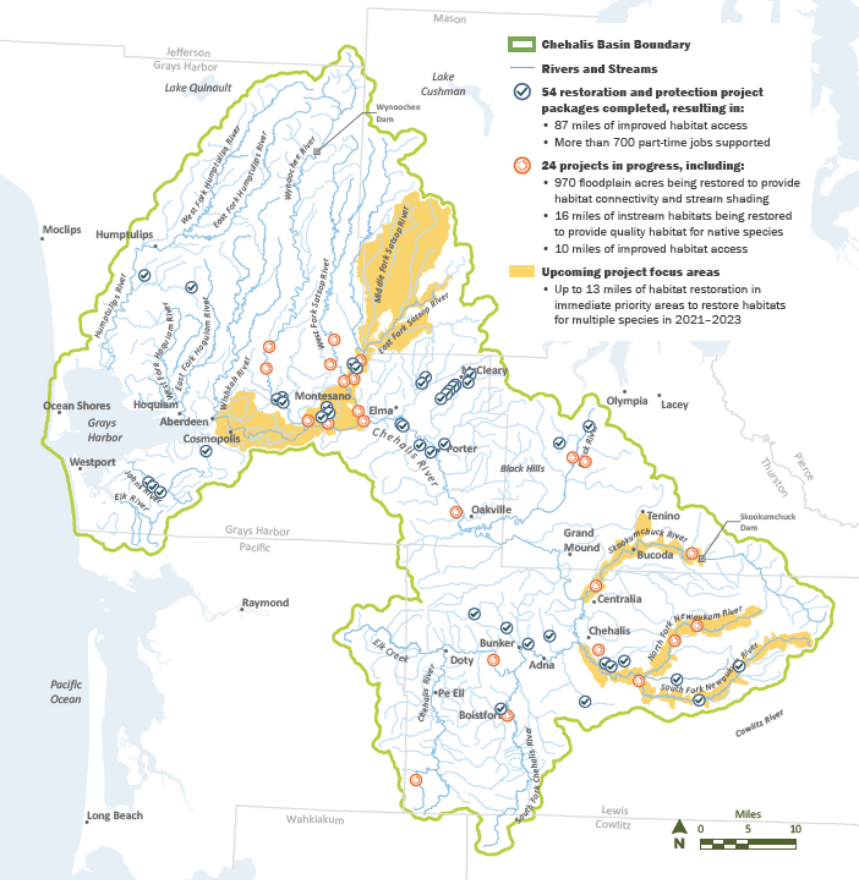 Mason
Jefferson
Grays Harbor
Lake Quinault
Lake
Cushman
Wynoochee
Dam
West Fork Humptulips River
East Fork Humptulips River
Wynoochee River
Moclips
Humptulips
Humptulips River
West Fork Hoquiam River
East Fork Hoquiam River
Wishkah River
West Fork Satsop River
Middle Fork Satsop River
East Fork Satsop River
Chehalis Basin Boundary
Rivers and Streams
54 restoration and protection project
packages completed, resulting in:
• 87 miles of improved habitat access
• More than 700 part-time jobs supported
24 projects in progress, including:
• 970 floodplain acres being restored to provide
habitat connectivity and stream shading
• 16 miles of instream habitats being restored
to provide quality habitat for native species
• 10 miles of improved habitat access
Upcoming project focus areas
• Up to 13 miles of habitat restoration in
immediate priority areas to restore habitats
for multiple species in 2021–2023
McCleary
Ocean Shores
Hoquiam
Montesano
Elma
Olympia
Lacey
Grays
Harbor
Aberdeen
Cosmopolis
Chehalis River
Porter
Westport
Johns River
Elk River
Black Hills
Pierce
Thurston
Oakville
Grays Harbor
Pacific
Grand
Mound
Tenino
Skookumchuck River
Bucoda
Skookumchuck
Dam
Raymond
Centralia
Chehalis
North Fork Newaukum River
South Fork Newaukum River
Elk Creek
Bunker
Doty
Adna
Chehalis River
Pe Ell
Boistfort
South Fork Chehalis River
Cowlitz River
Pacific
Ocean
Long Beach
Wahkiakum
Lewis
Cowlitz
N
Miles
0 5 10